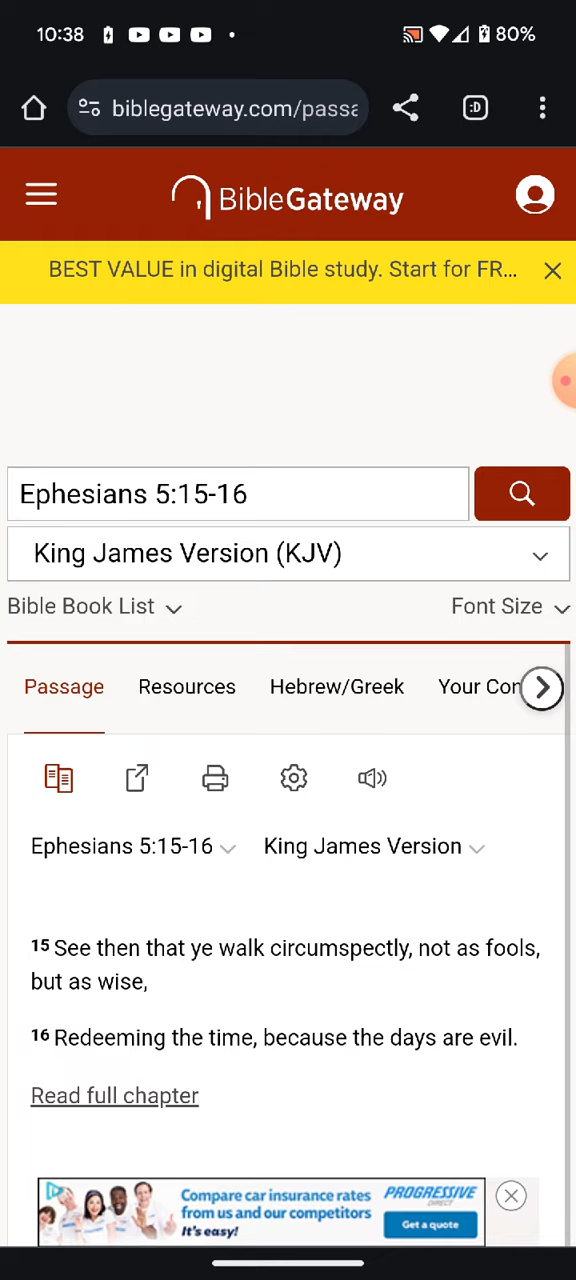 10:38 80%
biblegateway.com/passa :D
BibleGateway
BEST VALUE in digital Bible study. Start for FR...
Ephesians 5:15-16
King James Version (KJV)
Bible Book List Font Size
Passage Resources Hebrew/Greek Your Con
Ephesians 5:15-16 King James Version
15 See then that ye walk circumspectly, not as fools,
but as wise,
16 Redeeming the time, because the days are evil.
Read full chapter
Compare car insurance rates PROGRESSIVE
from us and our competitors DIRECT
It's easy! Get a quote